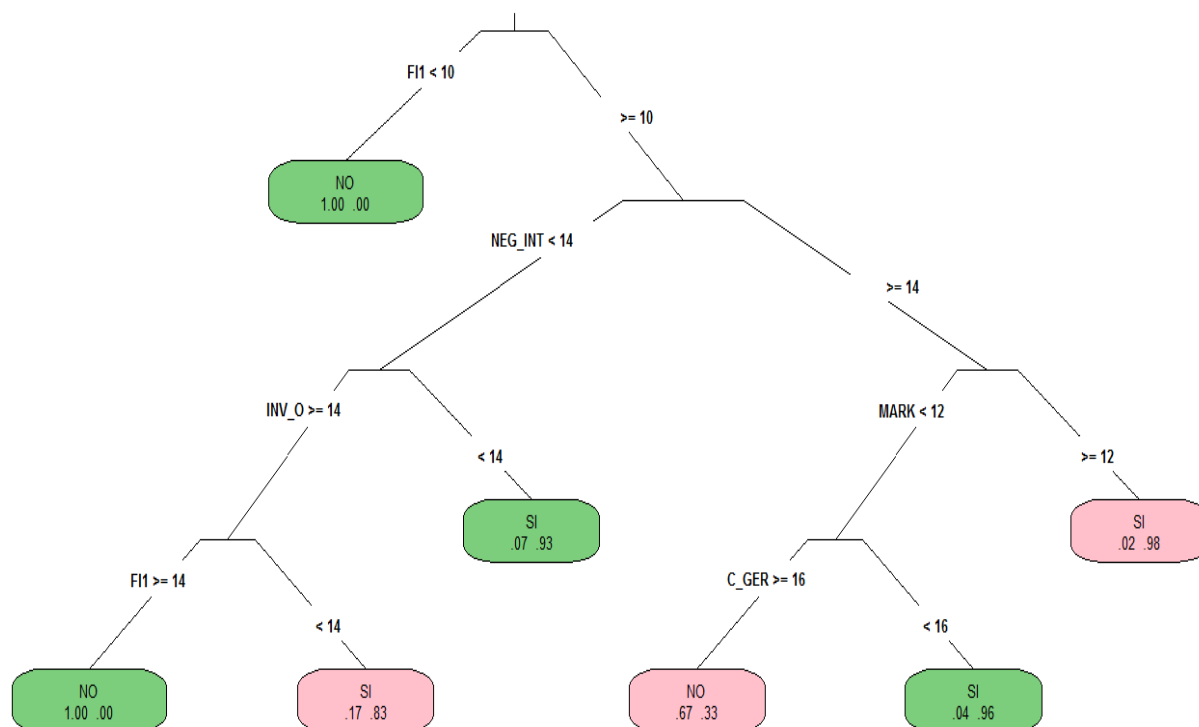 FI1 < 10
>= 10
NO
1.00 .00
NEG_INT < 14
>= 14
INV_O >= 14
MARK < 12
< 14
>= 12
SI
.07 .93
SI
.02 .98
FI1 >= 14
C_GER >= 16
< 14
< 16
NO
1.00 .00
SI
.17 .83
NO
.67 .33
SI
.04 .96